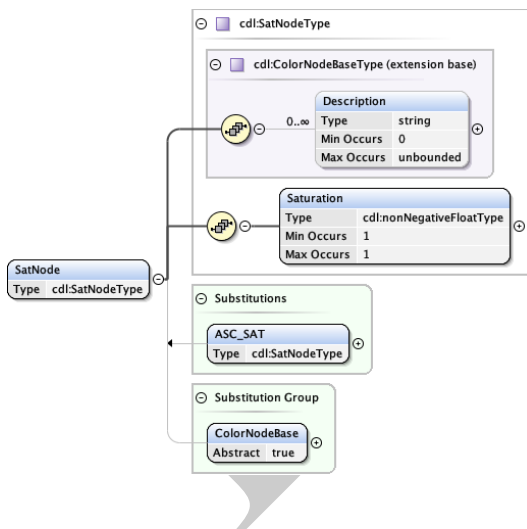 cdl:SatNodeType
cdl:ColorNodeBaseType (extension base)
Description
0..∞
Type string
Min Occurs 0
Max Occurs unbounded
Saturation
Type cdl:nonNegativeFloatType
Min Occurs 1
Max Occurs 1
SatNode
Type cdl:SatNodeType
Substitutions
ASC_SAT
Type cdl:SatNodeType
Substitution Group
ColorNodeBase
Abstract true